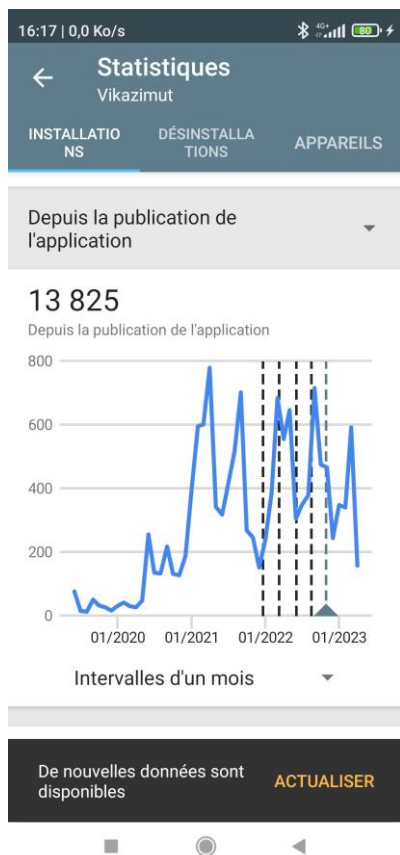 16:17 | 0,0 Ko/s
4G+
80
Statistiques
Vikazimut
INSTALLATIO
NS
DÉSINSTALLA
TIONS
APPAREILS
Depuis la publication de
l'application
13 825
Depuis la publication de l'application
800
600
400
200
0
01/2020 01/2021 01/2022 01/2023
Intervalles d'un mois
De nouvelles données sont
disponibles
ACTUALISER